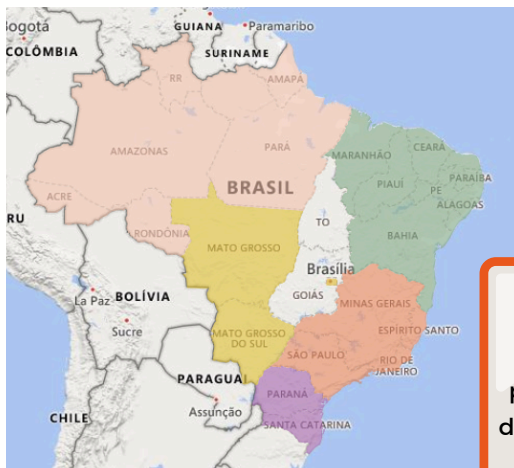 Bogotá
COLÔMBIA
GUIANA
Paramaribo
SURINAME
RR
AMAPÁ
AMAZONAS
PARÁ
MARANHÃO
CEARÁ
PARAÍBA
PIAUÍ
PE
ALAGOAS
BRASIL
ACRE
RU
RONDÔNIA
TO
MATO GROSSO
BAHIA
Brasília
GOIÁS
La Paz
BOLÍVIA
MINAS GERAIS
Sucre
ESPÍRITO SANTO
MATO GROSSO
DO SUL
SÃO PAULO
RIO DE
JANEIRO
PARAGUAI
PARANÁ
Assunção
CHILE
SANTA CATARINA
d